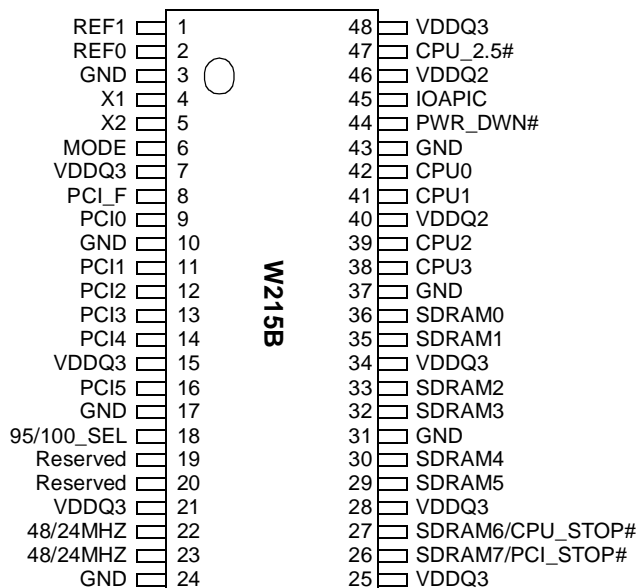 REF1 1 48 VDDQ3
REF0 2 47 CPU_2.5#
GND 3 46 VDDQ2
X1 4 45 IOAPIC
X2 5 44 PWR_DWN#
MODE 6 43 GND
VDDQ3 7 42 CPU0
PCI_F 8 41 CPU1
PCI0 9 40 VDDQ2
GND 10 39 CPU2
PCI1 11 38 CPU3
PCI2 12 37 GND
PCI3 13 36 SDRAM0
PCI4 14 35 SDRAM1
VDDQ3 15 34 VDDQ3
PCI5 16 33 SDRAM2
GND 17 32 SDRAM3
95/100_SEL 18 31 GND
Reserved 19 30 SDRAM4
Reserved 20 29 SDRAM5
VDDQ3 21 28 VDDQ3
48/24MHZ 22 27 SDRAM6/CPU_STOP#
48/24MHZ 23 26 SDRAM7/PCI_STOP#
GND 24 25 VDDQ3
W215B